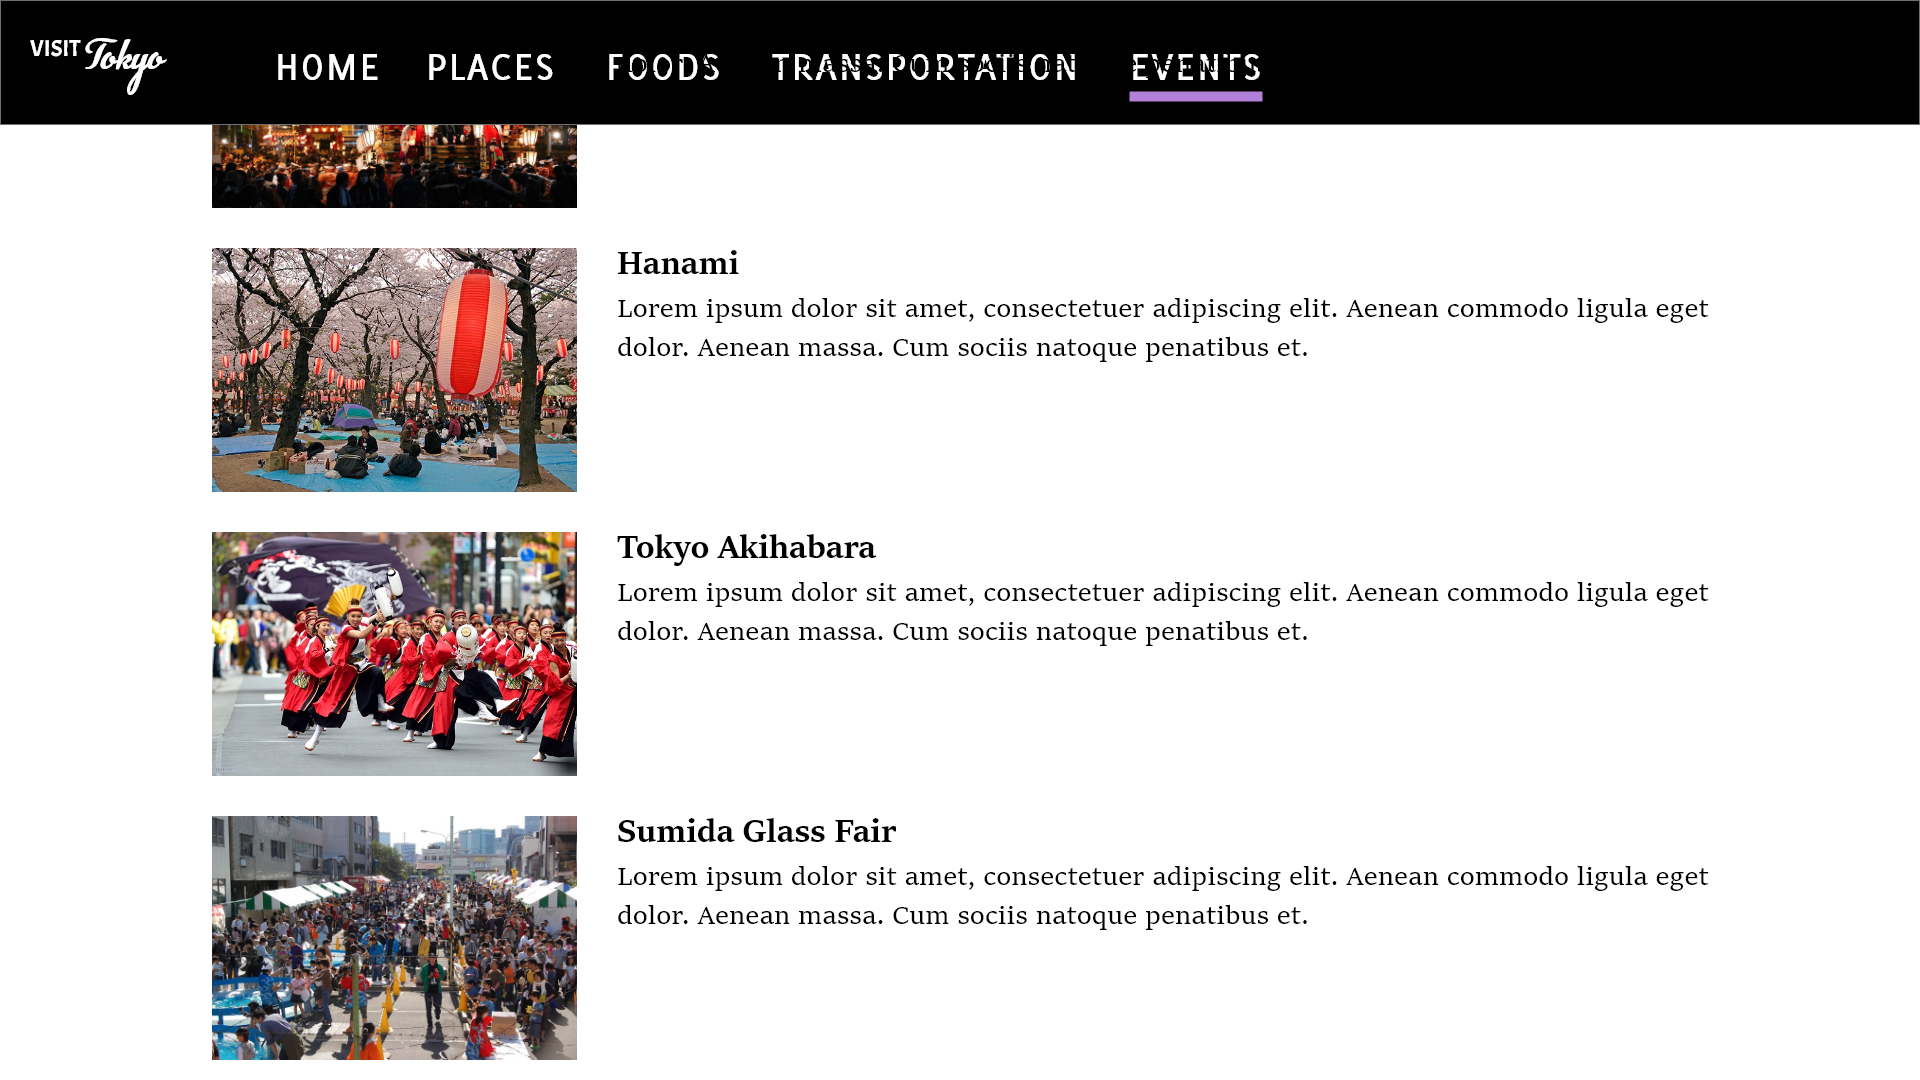 VISIT Tokyo
HOME PLACES FOODS TRANSPORTATION EVENTS
Hanami
Lorem ipsum dolor sit amet, consectetuer adipiscing elit. Aenean commodo ligula eget
dolor. Aenean massa. Cum sociis natoque penatibus et.
Tokyo Akihabara
Lorem ipsum dolor sit amet, consectetuer adipiscing elit. Aenean commodo ligula eget
dolor. Aenean massa. Cum sociis natoque penatibus et.
Sumida Glass Fair
Lorem ipsum dolor sit amet, consectetuer adipiscing elit. Aenean commodo ligula eget
dolor. Aenean massa. Cum sociis natoque penatibus et.